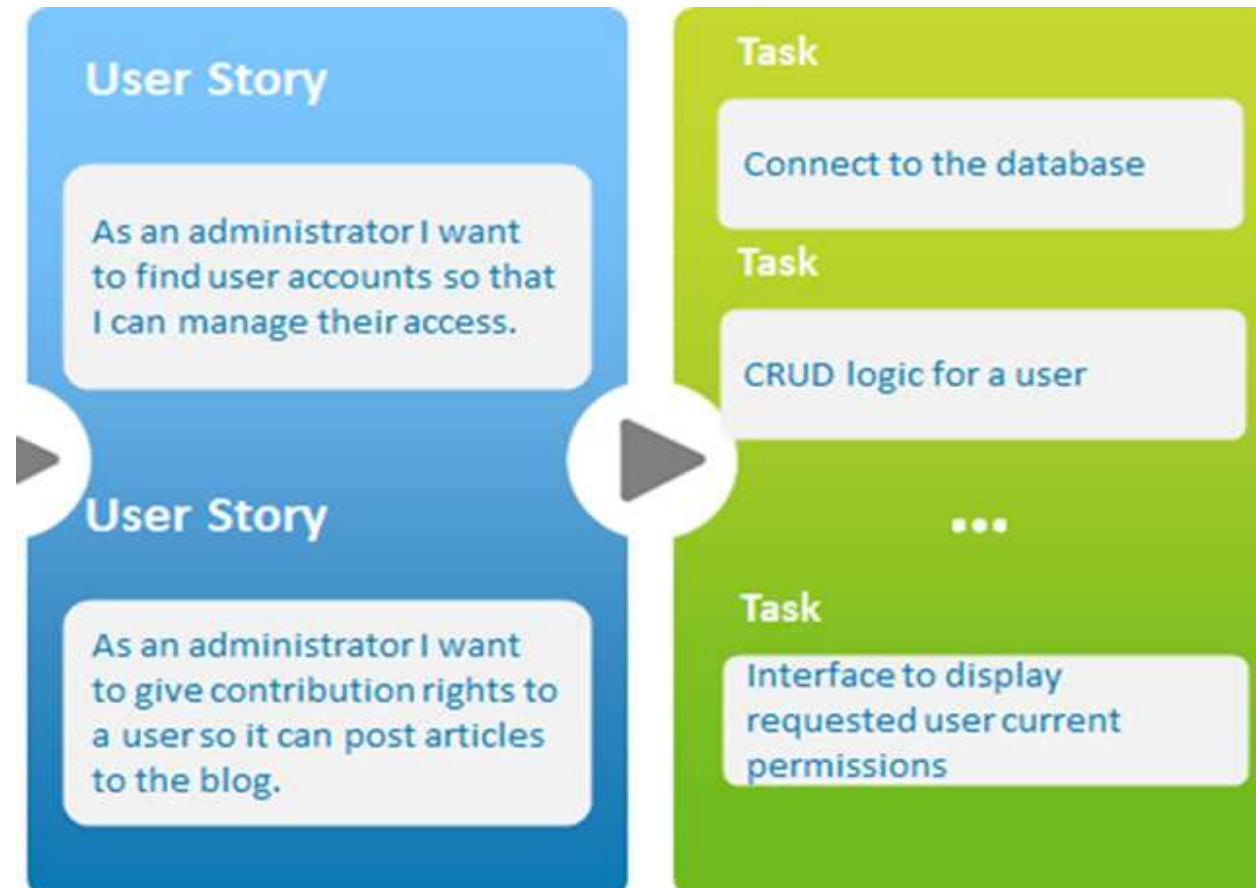 User Story
As an administrator I want
to find user accounts so that
I can manage their access.
User Story
As an administrator I want
to give contribution rights to
a user so it can post articles
to the blog.
Task
Connect to the database
Task
CRUD logic for a user
...
Task
Interface to display
requested user current
permissions